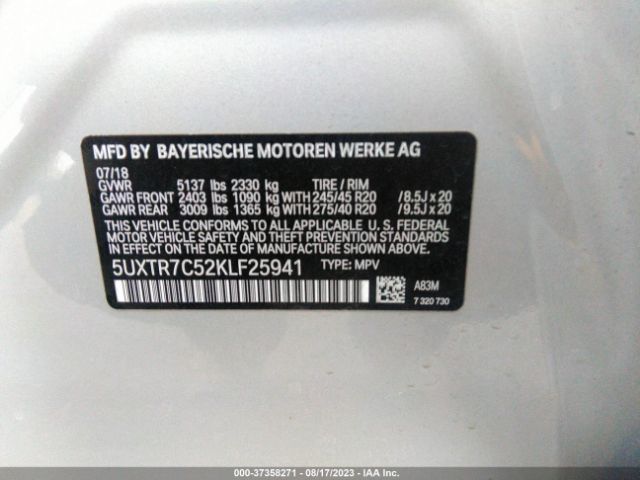 MFD BY BAYERISCHE MOTOREN WERKE AG
07/18
GVWR 5137 lbs 2330 kg TIRE / RIM
GAWR FRONT 2403 lbs 1090 kg WITH 245/45 R20 /8.5J x 20
GAWR REAR 3009 lbs 1365 kg WITH 275/40 R20 /9.5J x 20
THIS VEHICLE CONFORMS TO ALL APPLICABLE U. S. FEDERAL
MOTOR VEHICLE SAFETY, BUMPER, AND THEFT PREVENTION
STANDARDS IN EFFECT ON THE DATE OF MANUFACTURE SHOWN ABOVE.
5UXTR7C52KLF25941 TYPE: MPV
A83M
7 320 730
000-37358271 - 08/17/2023 - IAA Inc.